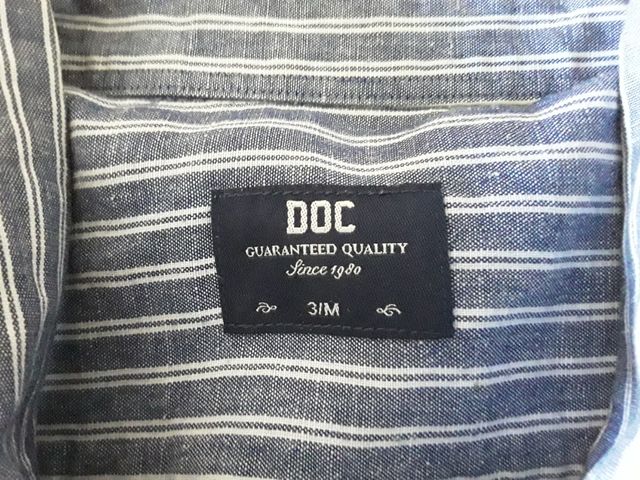 DOC
GUARANTEED QUALITY
Since 1980
3/M